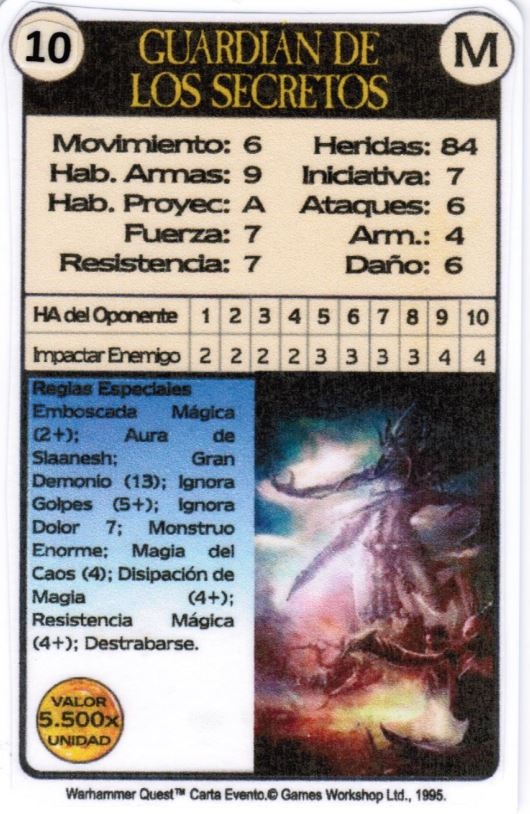 10
M
GUARDIÁN DE
LOS SECRETOS
Movimiento: 6 Heridas: 84
Hab. Armas: 9 Iniciativa: 7
Hab. Proyec: A Ataques: 6
Fuerza: 7 Arm.: 4
Resistencia: 7 Daño: 6
HA del Oponente 1 2 3 4 5 6 7 8 9 10
Impactar Enemigo 2 2 2 2 3 3 3 3 4 4
Reglas Especiales
Emboscada Mágica
(2+); Aura de
Slaanesh; Gran
Demonio (13); Ignora
Golpes (5+); Ignora
Dolor 7; Monstruo
Enorme; Magia del
Caos (4); Disipación de
Magia (4+);
Resistencia Mágica
(4+); Destrabarse.
VALOR
5.500x
UNIDAD
Warhammer Quest™ Carta Evento.© Games Workshop Ltd., 1995.